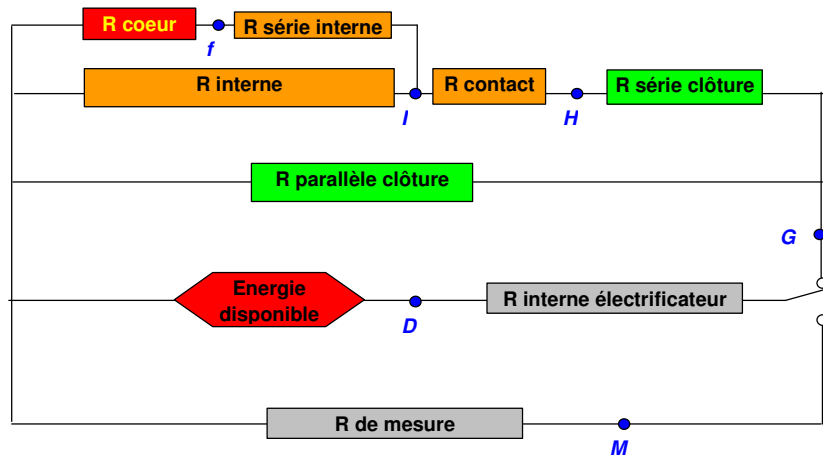 R coeur
R série interne
f
R interne
R contact
R série clôture
I
H
R parallèle clôture
G
Energie
disponible
R interne électrificateur
D
R de mesure
M